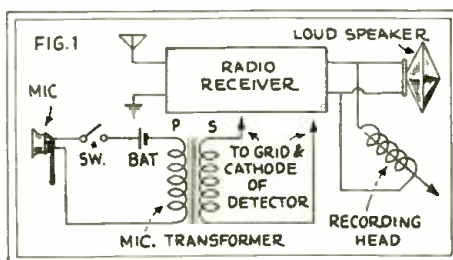 FIG.1
LOUD SPEAKER
RADIO
RECEIVER
MIC
SW.
BAT
P
S
TO GRID &
CATHODE
OF
DETECTOR
MIC. TRANSFORMER
RECORDING
HEAD